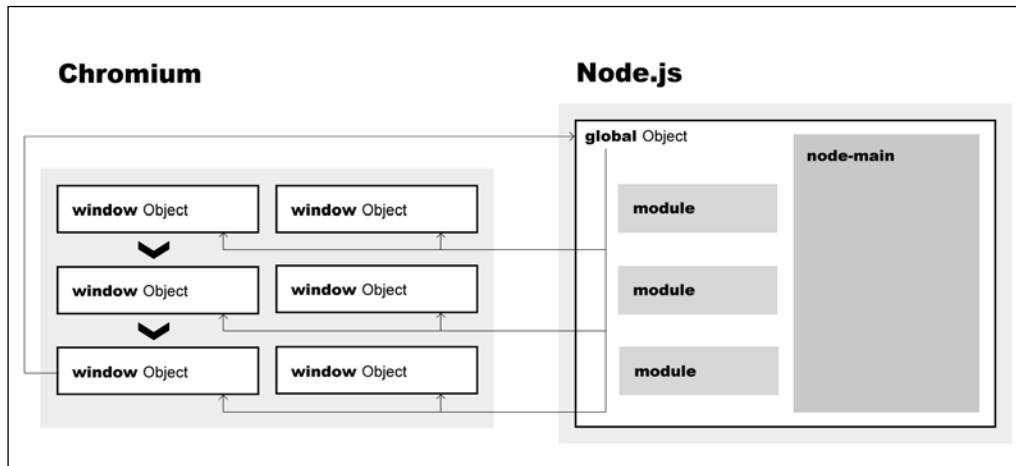 Chromium
Node.js
global Object
node-main
window Object
window Object
module
window Object
window Object
module
window Object
window Object
module